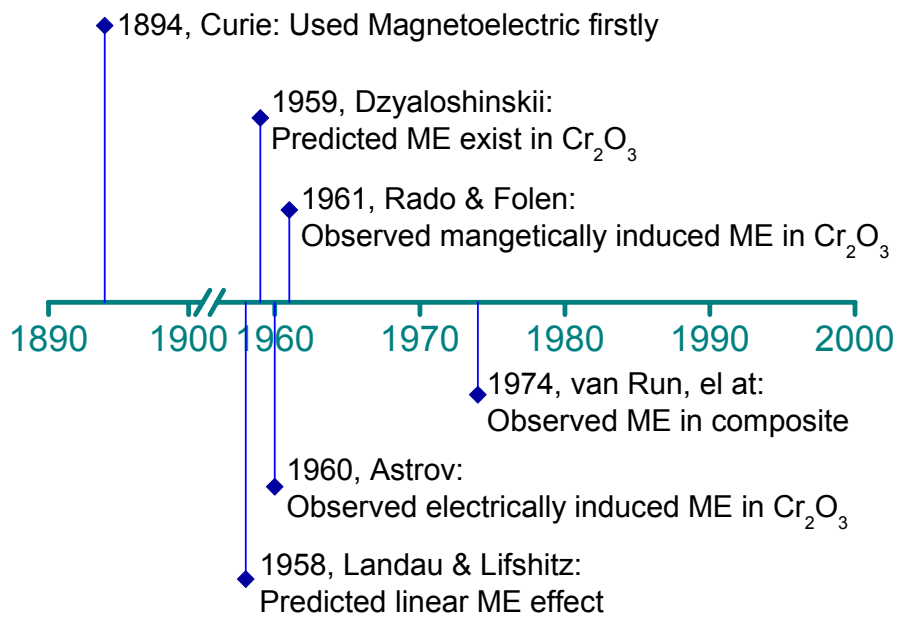 1894, Curie: Used Magnetoelectric firstly
1959, Dzyaloshinskii:
Predicted ME exist in Cr₂O₃
1961, Rado & Folen:
Observed mangetically induced ME in Cr₂O₃
1890 1900 1960 1970 1980 1990 2000
1974, van Run, el at:
Observed ME in composite
1960, Astrov:
Observed electrically induced ME in Cr₂O₃
1958, Landau & Lifshitz:
Predicted linear ME effect